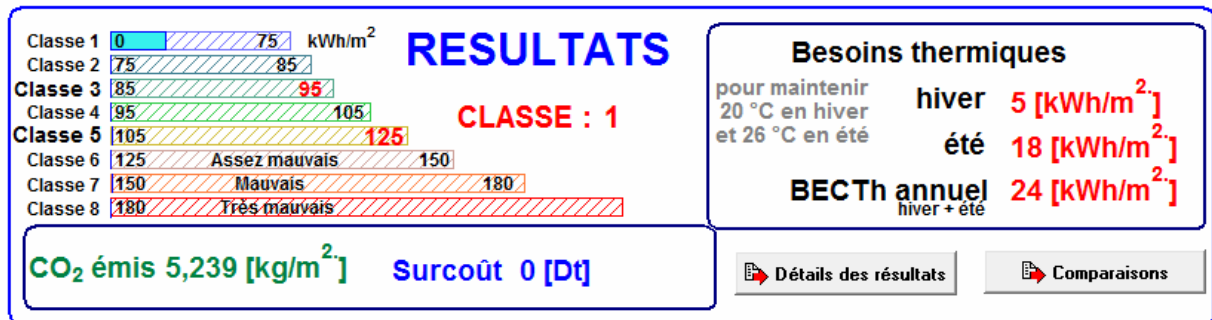 RESULTATS
Classe 1 0 75 kWh/m²
Classe 2 75 85
Classe 3 85 95
Classe 4 95 105
Classe 5 105 125
Classe 6 125 Assez mauvais 150
Classe 7 150 Mauvais 180
Classe 8 180 Très mauvais
CLASSE : 1
Besoins thermiques
pour maintenir
20 °C en hiver
et 26 °C en été
hiver 5 [kWh/m².]
été 18 [kWh/m².]
BECTh annuel 24 [kWh/m².]
hiver + été
CO₂ émis 5,239 [kg/m².]
Surcoût 0 [Dt]
Détails des résultats
Comparaisons